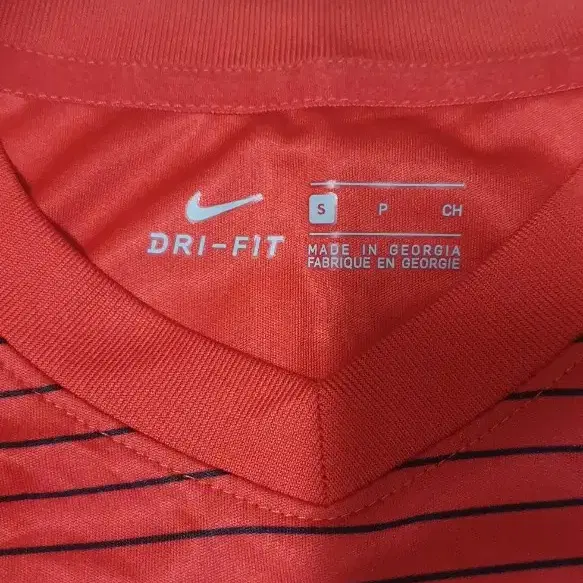 DRI-FIT
S P CH
MADE IN GEORGIA
FABRIQUE EN GEORGIE